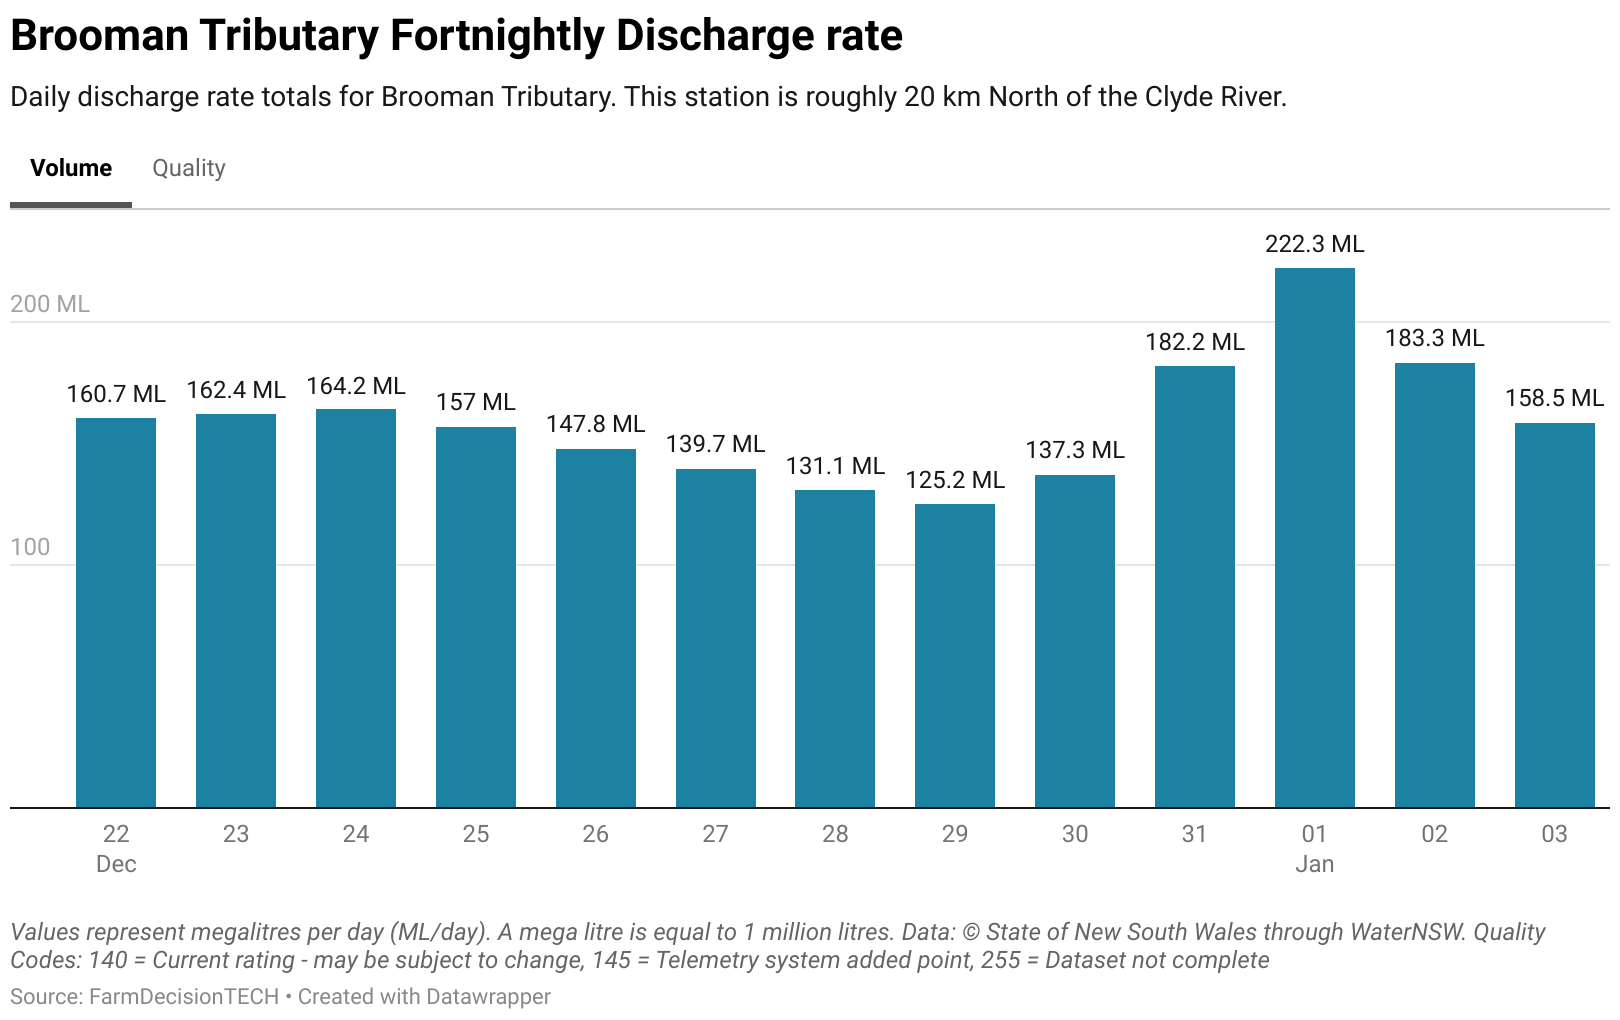 Brooman Tributary Fortnightly Discharge rate
Daily discharge rate totals for Brooman Tributary. This station is roughly 20 km North of the Clyde River.
Volume Quality
222.3 ML
200 ML
182.2 ML 183.3 ML
160.7 ML 162.4 ML 164.2 ML 157 ML 158.5 ML
147.8 ML 139.7 ML 131.1 ML 125.2 ML 137.3 ML
100
22 23 24 25 26 27 28 29 30 31 01 02 03
Dec Jan
Values represent megalitres per day (ML/day). A mega litre is equal to 1 million litres. Data: © State of New South Wales through WaterNSW. Quality
Codes: 140 = Current rating - may be subject to change, 145 = Telemetry system added point, 255 = Dataset not complete
Source: FarmDecisionTECH • Created with Datawrapper